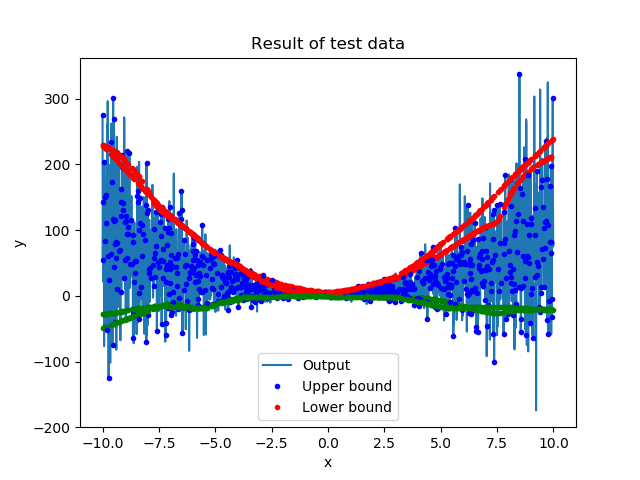 Result of test data
y
300
200
100
0
−100
−200
Output
Upper bound
Lower bound
−10.0 −7.5 −5.0 −2.5 0.0 2.5 5.0 7.5 10.0
x